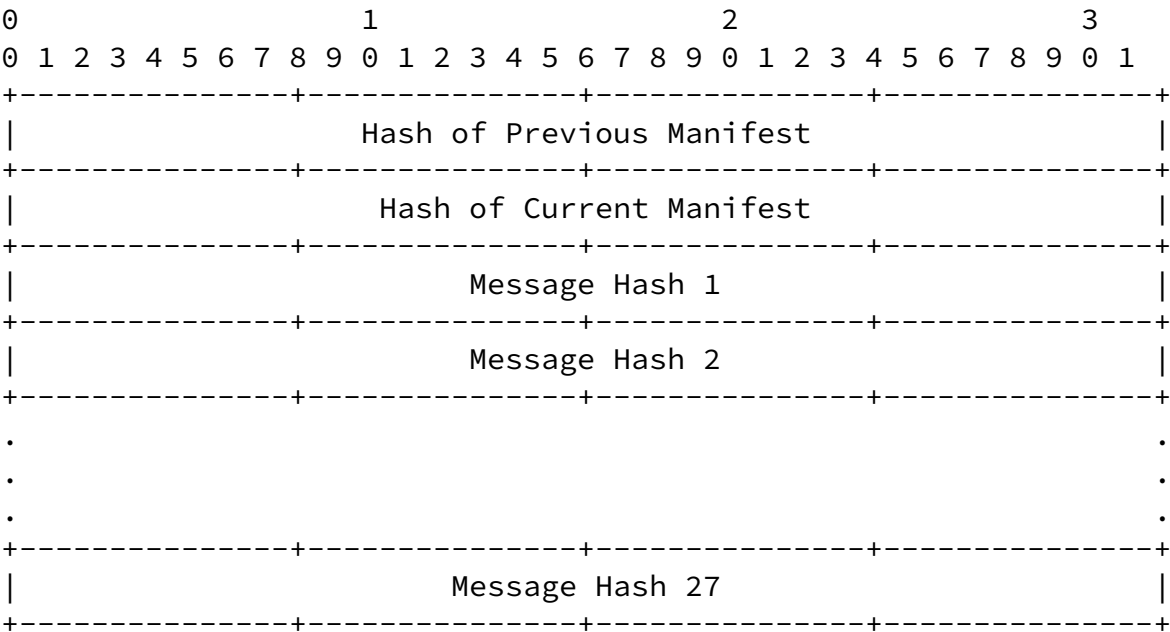 0                   1                   2                   3
0 1 2 3 4 5 6 7 8 9 0 1 2 3 4 5 6 7 8 9 0 1 2 3 4 5 6 7 8 9 0 1
+---------------+---------------+---------------+---------------+
|                   Hash of Previous Manifest                   |
+---------------+---------------+---------------+---------------+
|                    Hash of Current Manifest                   |
+---------------+---------------+---------------+---------------+
|                         Message Hash 1                        |
+---------------+---------------+---------------+---------------+
|                         Message Hash 2                        |
+---------------+---------------+---------------+---------------+
.                                                               .
.                                                               .
.                                                               .
+---------------+---------------+---------------+---------------+
|                        Message Hash 27                        |
+---------------+---------------+---------------+---------------+